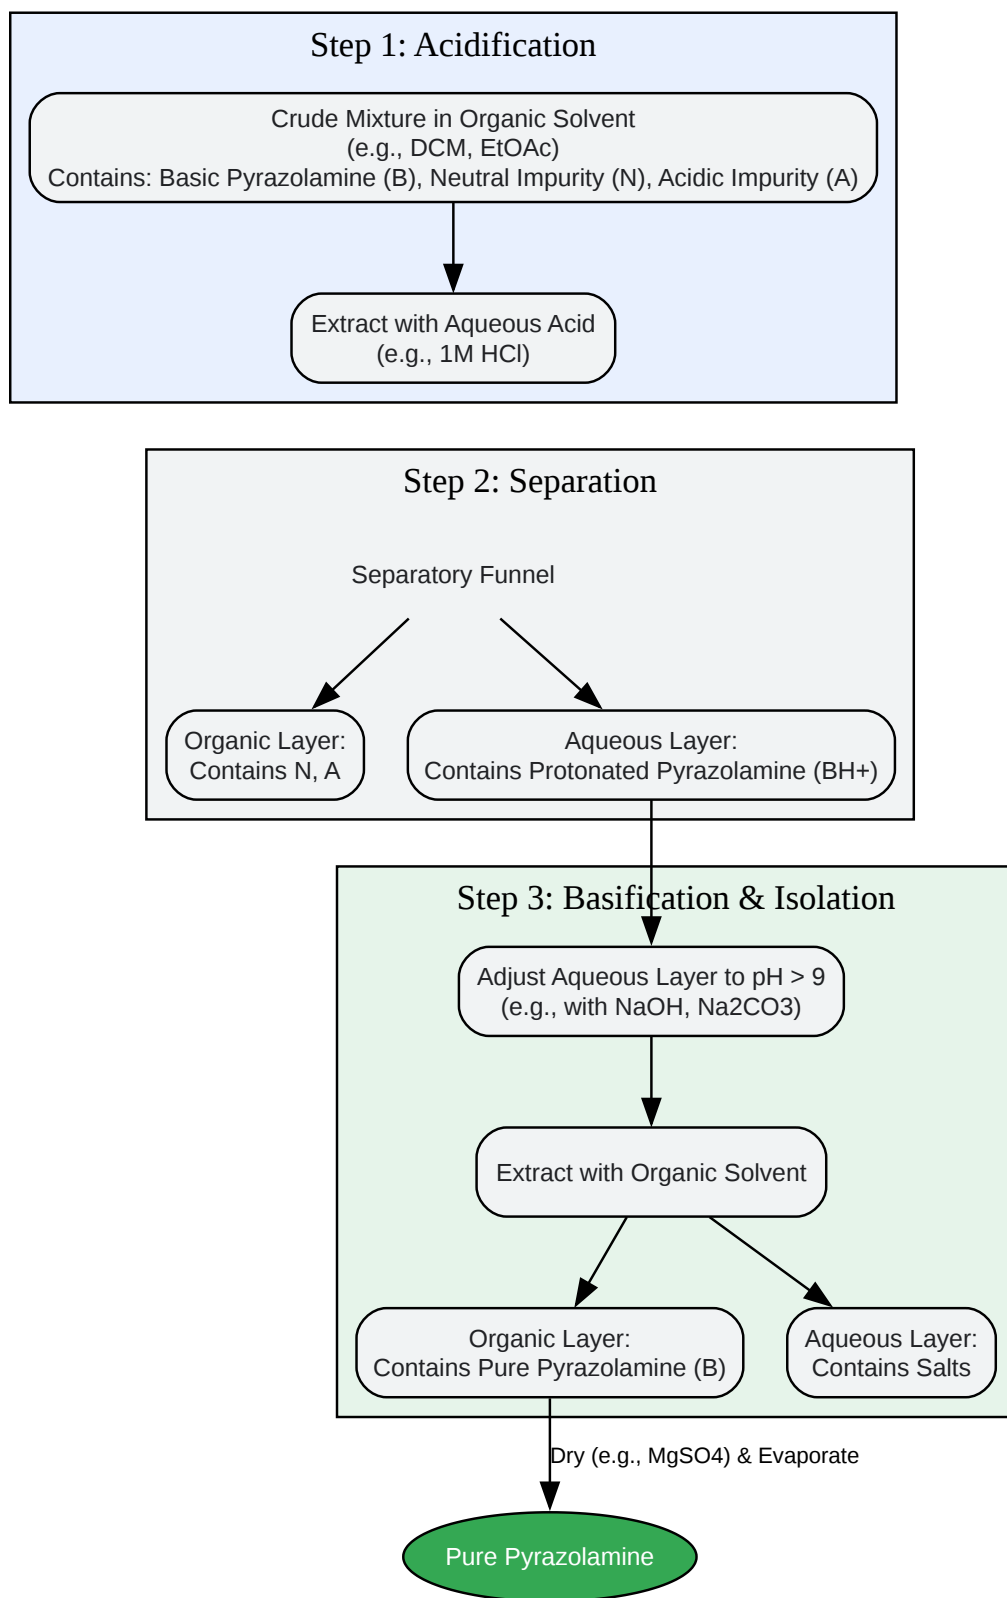 Step 1: Acidification
Crude Mixture in Organic Solvent
(e.g., DCM, EtOAc)
Contains: Basic Pyrazolamine (B), Neutral Impurity (N), Acidic Impurity (A)
Extract with Aqueous Acid
(e.g., 1M HCl)
Step 2: Separation
Separatory Funnel
Organic Layer:
Contains N, A
Aqueous Layer:
Contains Protonated Pyrazolamine (BH+)
Step 3: Basification & Isolation
Adjust Aqueous Layer to pH > 9
(e.g., with NaOH, Na2CO3)
Extract with Organic Solvent
Organic Layer:
Contains Pure Pyrazolamine (B)
Aqueous Layer:
Contains Salts
Dry (e.g., MgSO4) & Evaporate
Pure Pyrazolamine